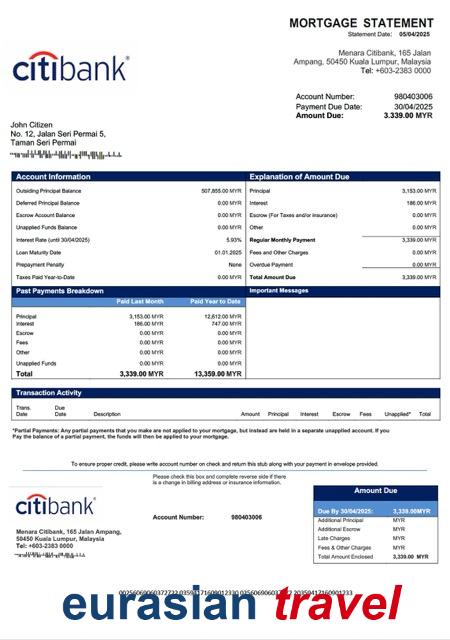 MORTGAGE STATEMENT
Statement Date: 05/04/2025
Menara Citibank, 165 Jalan
Ampang, 50450 Kuala Lumpur, Malaysia
Tel: +603-2383 0000
citibank
Account Number: 980403006
Payment Due Date: 30/04/2025
Amount Due: 3.339.00 MYR
John Citizen
No. 12, Jalan Seri Permai 5,
Taman Seri Permai
Account Information
Outsiding Principal Balance 507,855.00 MYR
Deferred Principal Balance 0.00 MYR
Escrow Account Balance 0.00 MYR
Unapplied Funds Balance 0.00 MYR
Interest Rate (until 30/04/2025) 5.93%
Loan Maturity Date 01.01.2025
Prepayment Penalty None
Taxes Paid Year-to-Date 0.00 MYR
Explanation of Amount Due
Principal 3,153.00 MYR
Interest 186.00 MYR
Escrow (For Taxes and/or insurance) 0.00 MYR
Other 0.00 MYR
Regular Monthly Payment 3,339.00 MYR
Fees and Other Charges 0.00 MYR
Overdue Payment 0.00 MYR
Total Amount Due 3,339.00 MYR
Past Payments Breakdown
Paid Last Month Paid Year to Date
Principal 3,153.00 MYR 12,612.00 MYR
Interest 186.00 MYR 747.00 MYR
Escrow 0.00 MYR 0.00 MYR
Fees 0.00 MYR 0.00 MYR
Other 0.00 MYR 0.00 MYR
Unapplied Funds 0.00 MYR 0.00 MYR
Total 3,339.00 MYR 13,359.00 MYR
Important Messages
Transaction Activity
Trans. Date Due Date Description Amount Principal Interest Escrow Fees Unapplied* Total
*Partial Payments: Any partial payments that you make are not applied to your mortgage, but instead are held in a separate unapplied account. If you
Pay the balance of a partial payment, the funds will then be applied to your mortgage.
To ensure proper credit, please write account number on check and return this stub along with your payment in envelope provided.
Please check this box and complete reverse side if there
is a change in billing address or insurance information.
citibank
Account Number: 980403006
Menara Citibank, 165 Jalan Ampang,
50450 Kuala Lumpur, Malaysia
Tel: +603-2383 0000
Amount Due
Due By 30/04/2025: 3,339.00MYR
Additional Principal MYR
Additional Escrow MYR
Late Charges MYR
Fees & Other Charges MYR
Total Amount Enclosed 3,339.00 MYR
eurasian travel